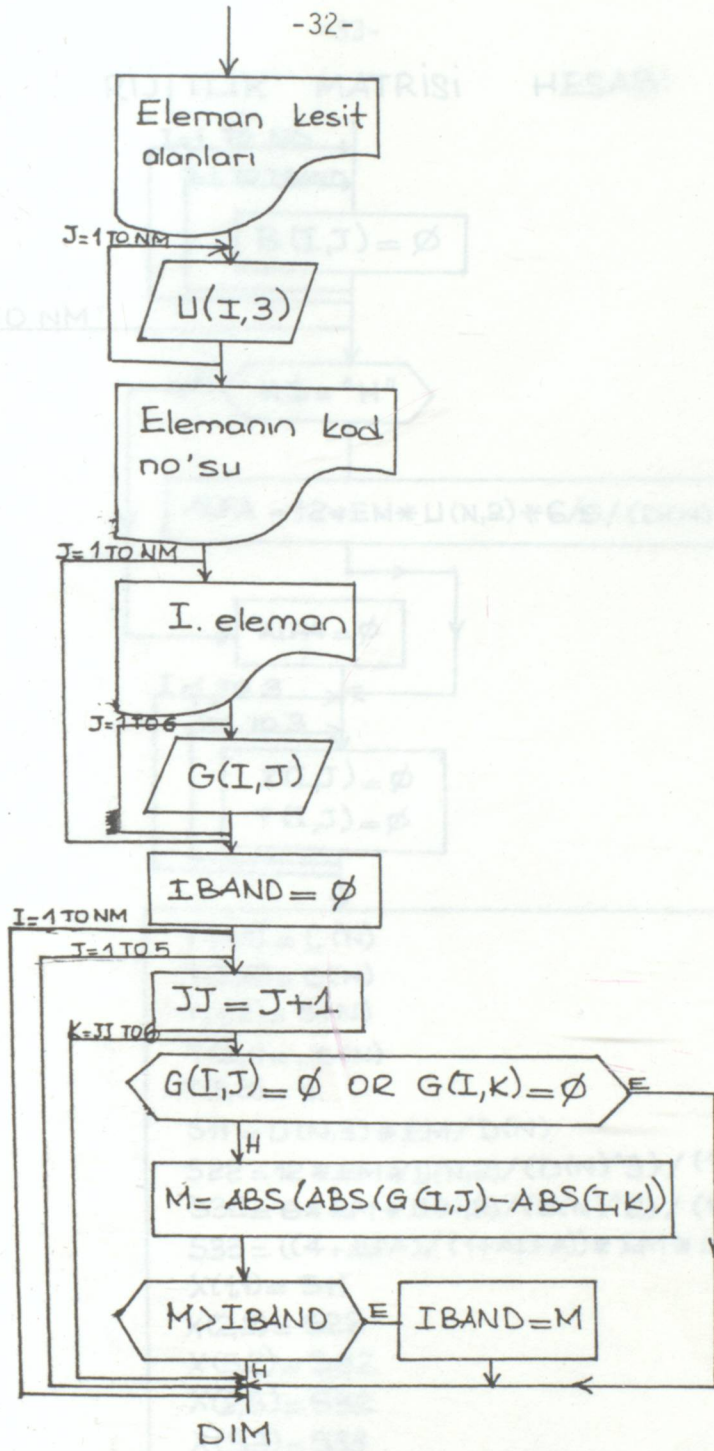 -32-
Eleman kesit
alanları
J=1 TO NM
U(I,3)
Elemanın kod
no'su
J=1 TO NM
I. eleman
J=1 TO 6
G(I,J)
IBAND=Ø
I=1 TO NM
J=1 TO 5
JJ=J+1
K=JJ TO 6
G(I,J)=Ø OR G(I,K)=Ø
E
H
M=ABS(ABS(G(I,J)-ABS(I,K))
M>IBAND
E
IBAND=M
H
DIM